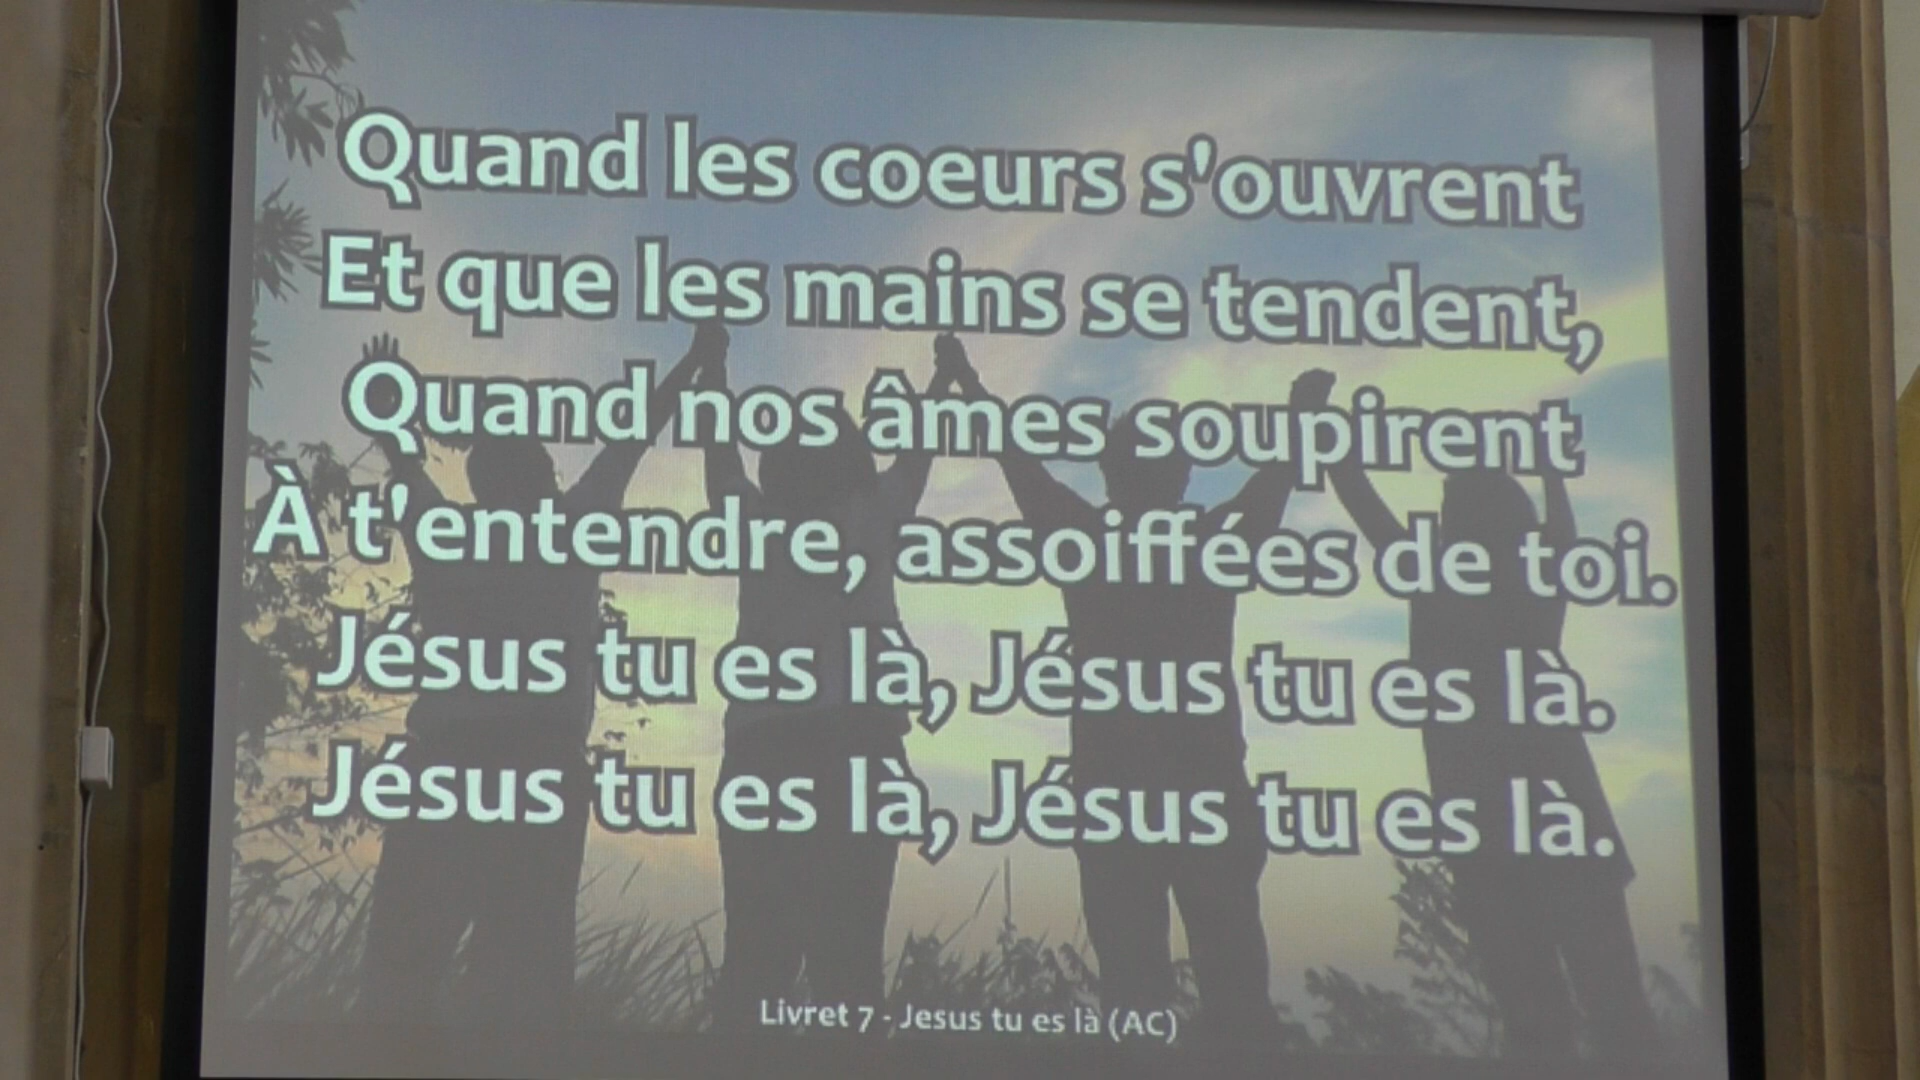 Quand les coeurs s'ouvrent
Et que les mains se tendent,
Quand nos âmes soupirent
À t'entendre, assoiffées de toi.
Jésus tu es là, Jésus tu es là.
Jésus tu es là, Jésus tu es là.
Livret 7 - Jesus tu es là (AC)